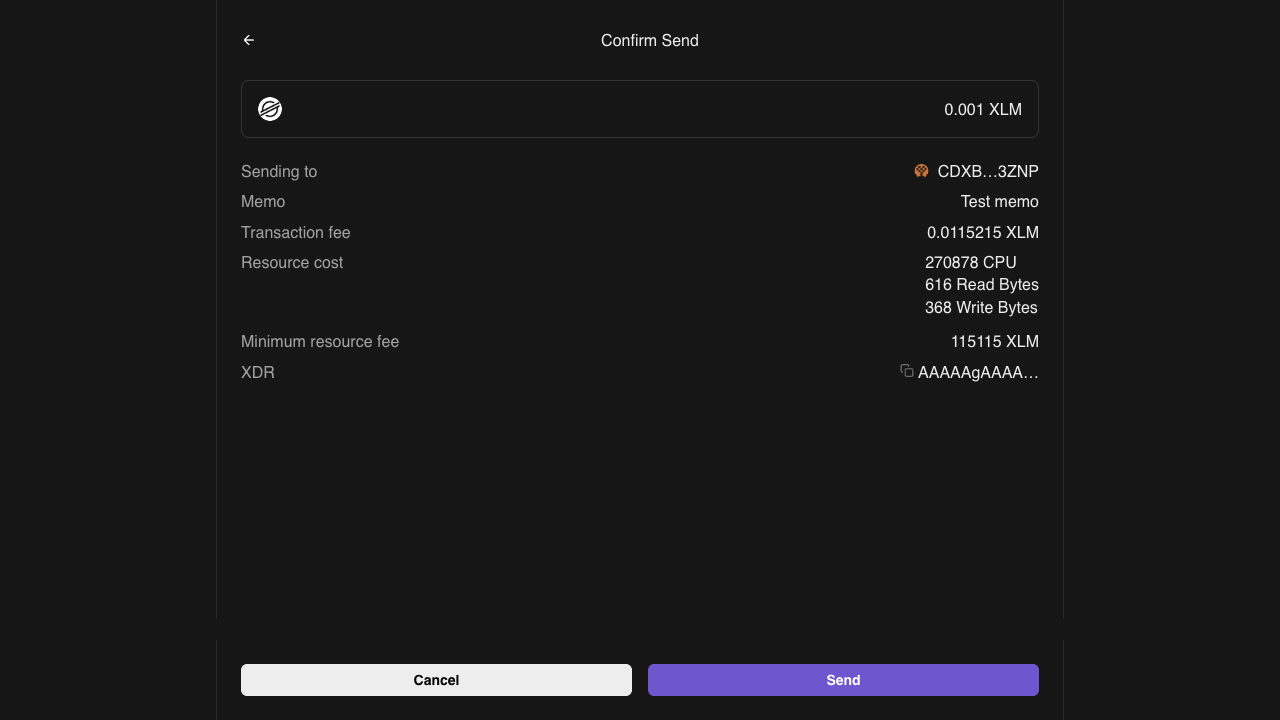 Confirm Send
0.001 XLM
Sending to CDXB...3ZNP
Memo Test memo
Transaction fee 0.0115215 XLM
Resource cost 270878 CPU
616 Read Bytes
368 Write Bytes
Minimum resource fee 115115 XLM
XDR AAAAAgAAAA...
Cancel Send